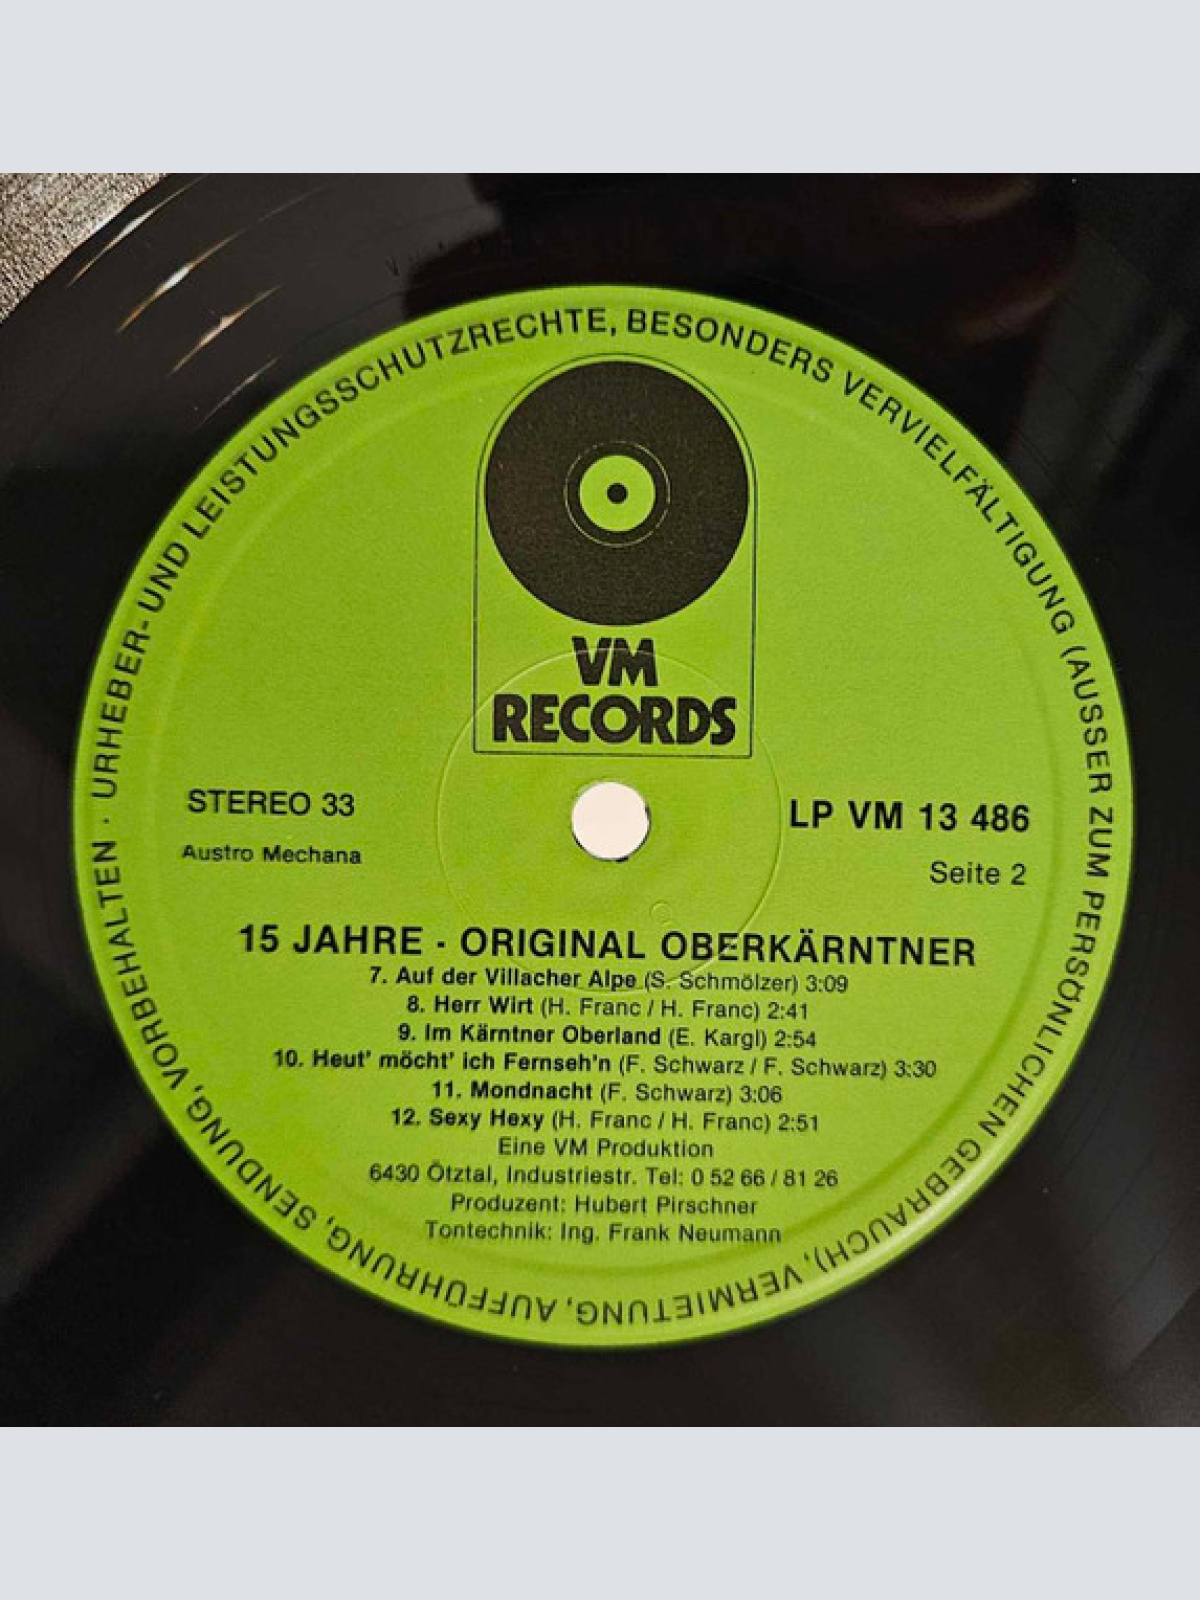 URHEBER- UND LEISTUNGSSCHUTZRECHTE, BESONDERS VERVIELFÄLTIGUNG (AUSSER ZUM PERSÖNLICHEN GEBRAUCH), VERMIETUNG, AUFFÜHRUNG, SENDUNG, VORBEHALTEN ·
VM
RECORDS
STEREO 33
Austro Mechana
LP VM 13 486
Seite 2
15 JAHRE - ORIGINAL OBERKÄRNTNER
7. Auf der Villacher Alpe (S. Schmölzer) 3:09
8. Herr Wirt (H. Franc / H. Franc) 2:41
9. Im Kärntner Oberland (E. Kargl) 2:54
10. Heut' möcht' ich Fernseh'n (F. Schwarz / F. Schwarz) 3:30
11. Mondnacht (F. Schwarz) 3:06
12. Sexy Hexy (H. Franc / H. Franc) 2:51
Eine VM Produktion
6430 Ötztal, Industriestr. Tel: 0 52 66 / 81 26
Produzent: Hubert Pirschner
Tontechnik: Ing. Frank Neumann